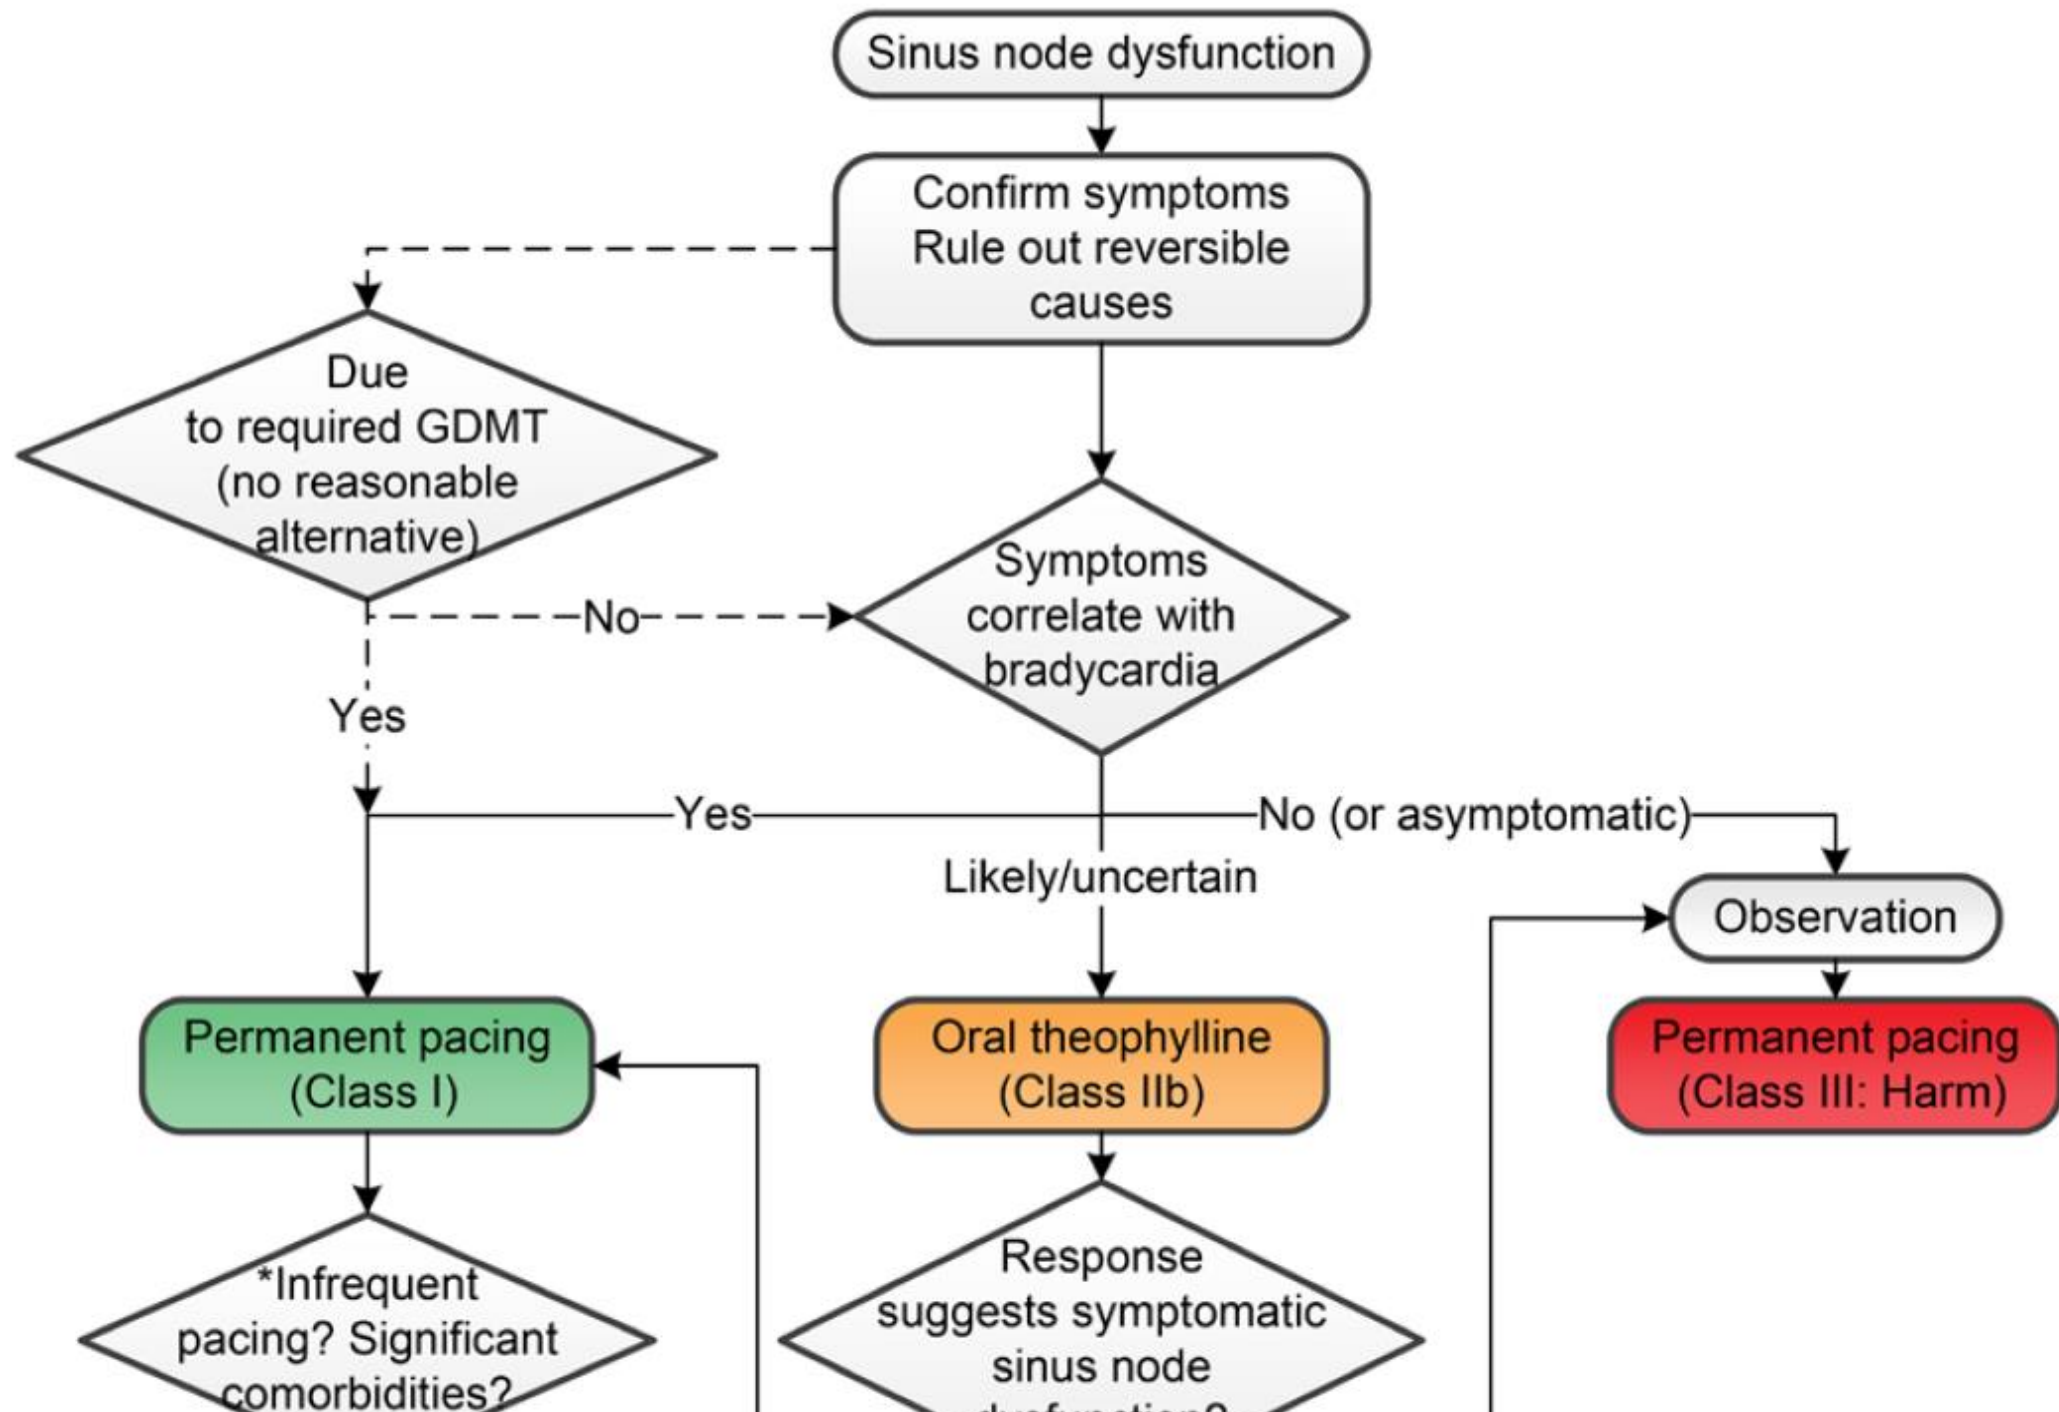 Sinus node dysfunction
Confirm symptoms
Rule out reversible
causes
Due
to required GDMT
(no reasonable
alternative)
Symptoms
correlate with
bradycardia
No
Yes
Yes
No (or asymptomatic)
Likely/uncertain
Observation
Permanent pacing
(Class I)
Oral theophylline
(Class IIb)
Permanent pacing
(Class III: Harm)
*Infrequent
pacing? Significant
comorbidities?
Response
suggests symptomatic
sinus node
dysfunction?